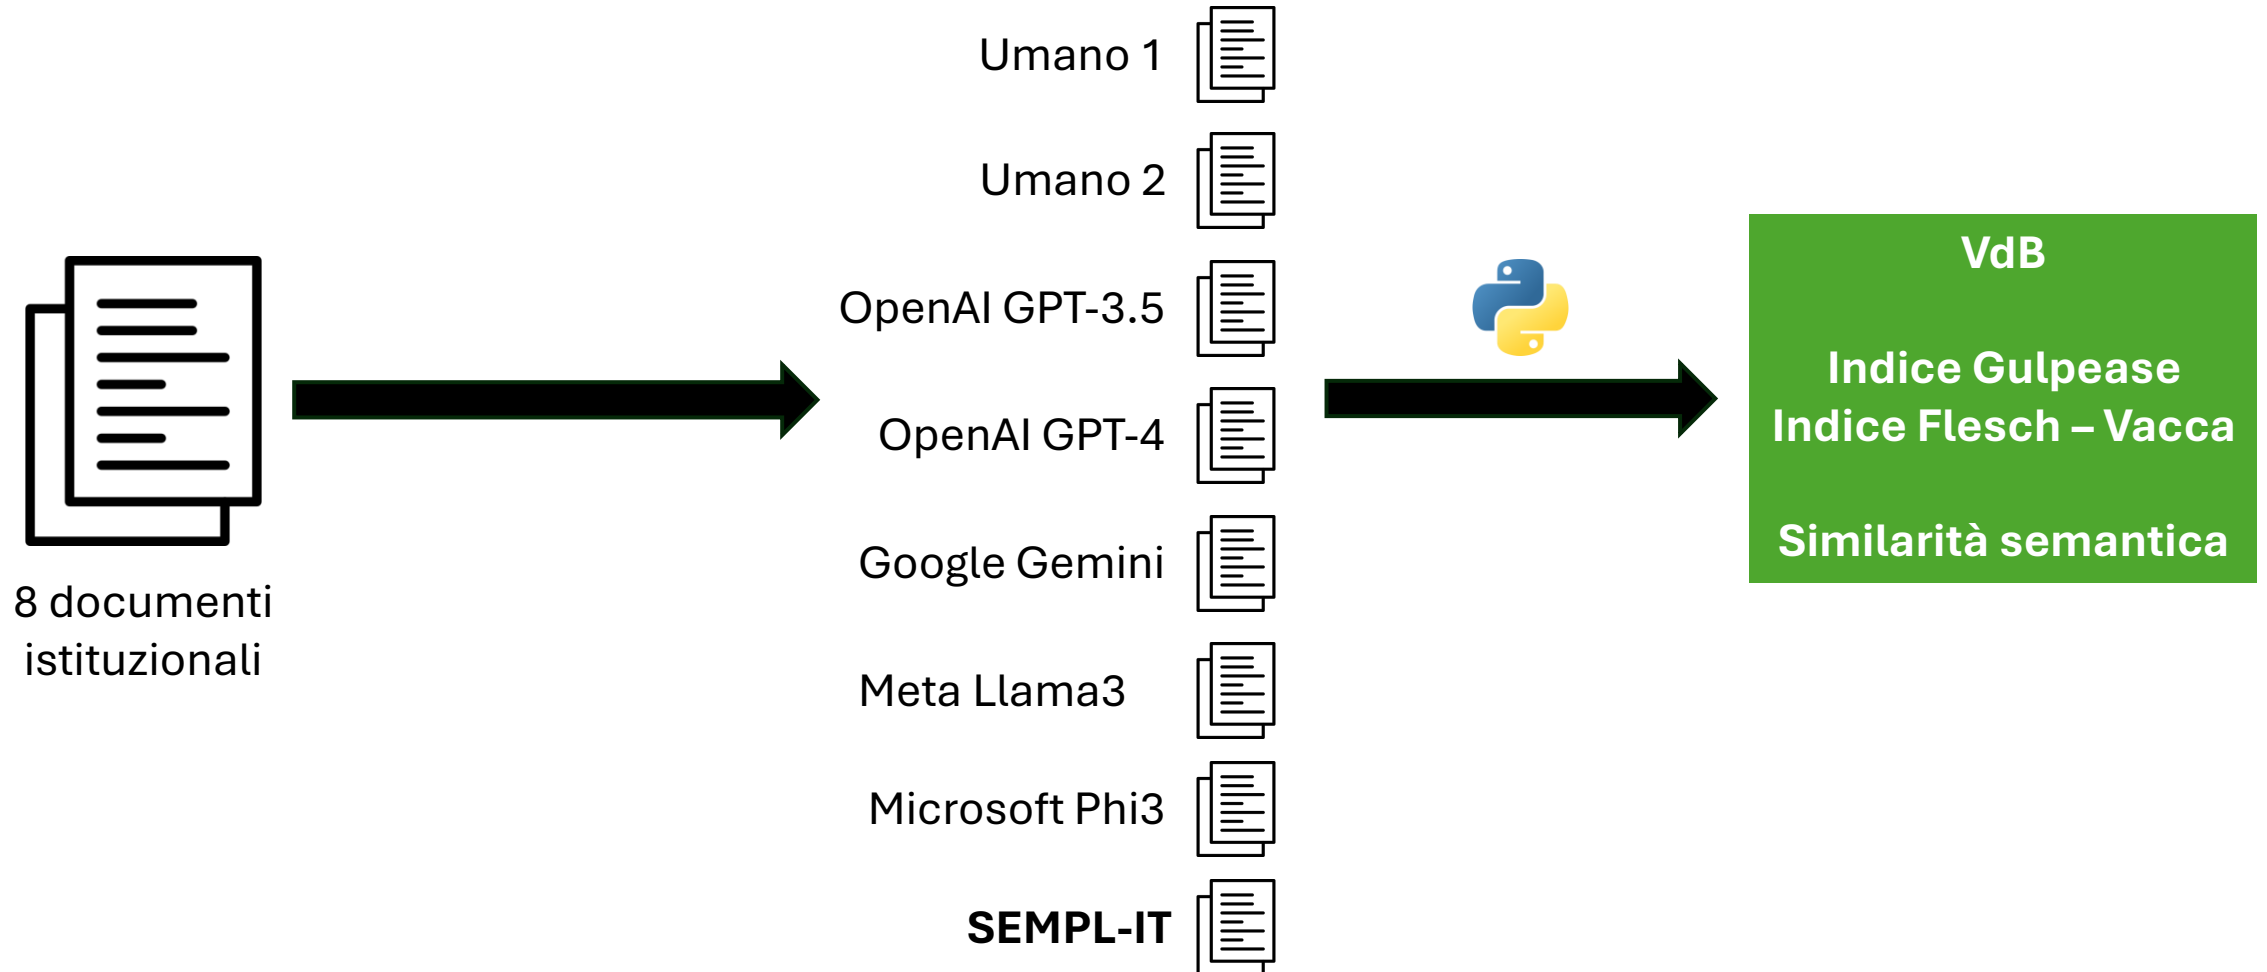 8 documenti
istituzionali
Umano 1
Umano 2
OpenAI GPT-3.5
OpenAI GPT-4
Google Gemini
Meta Llama3
Microsoft Phi3
SEMPL-IT
VdB
Indice Gulpease
Indice Flesch – Vacca
Similarità semantica